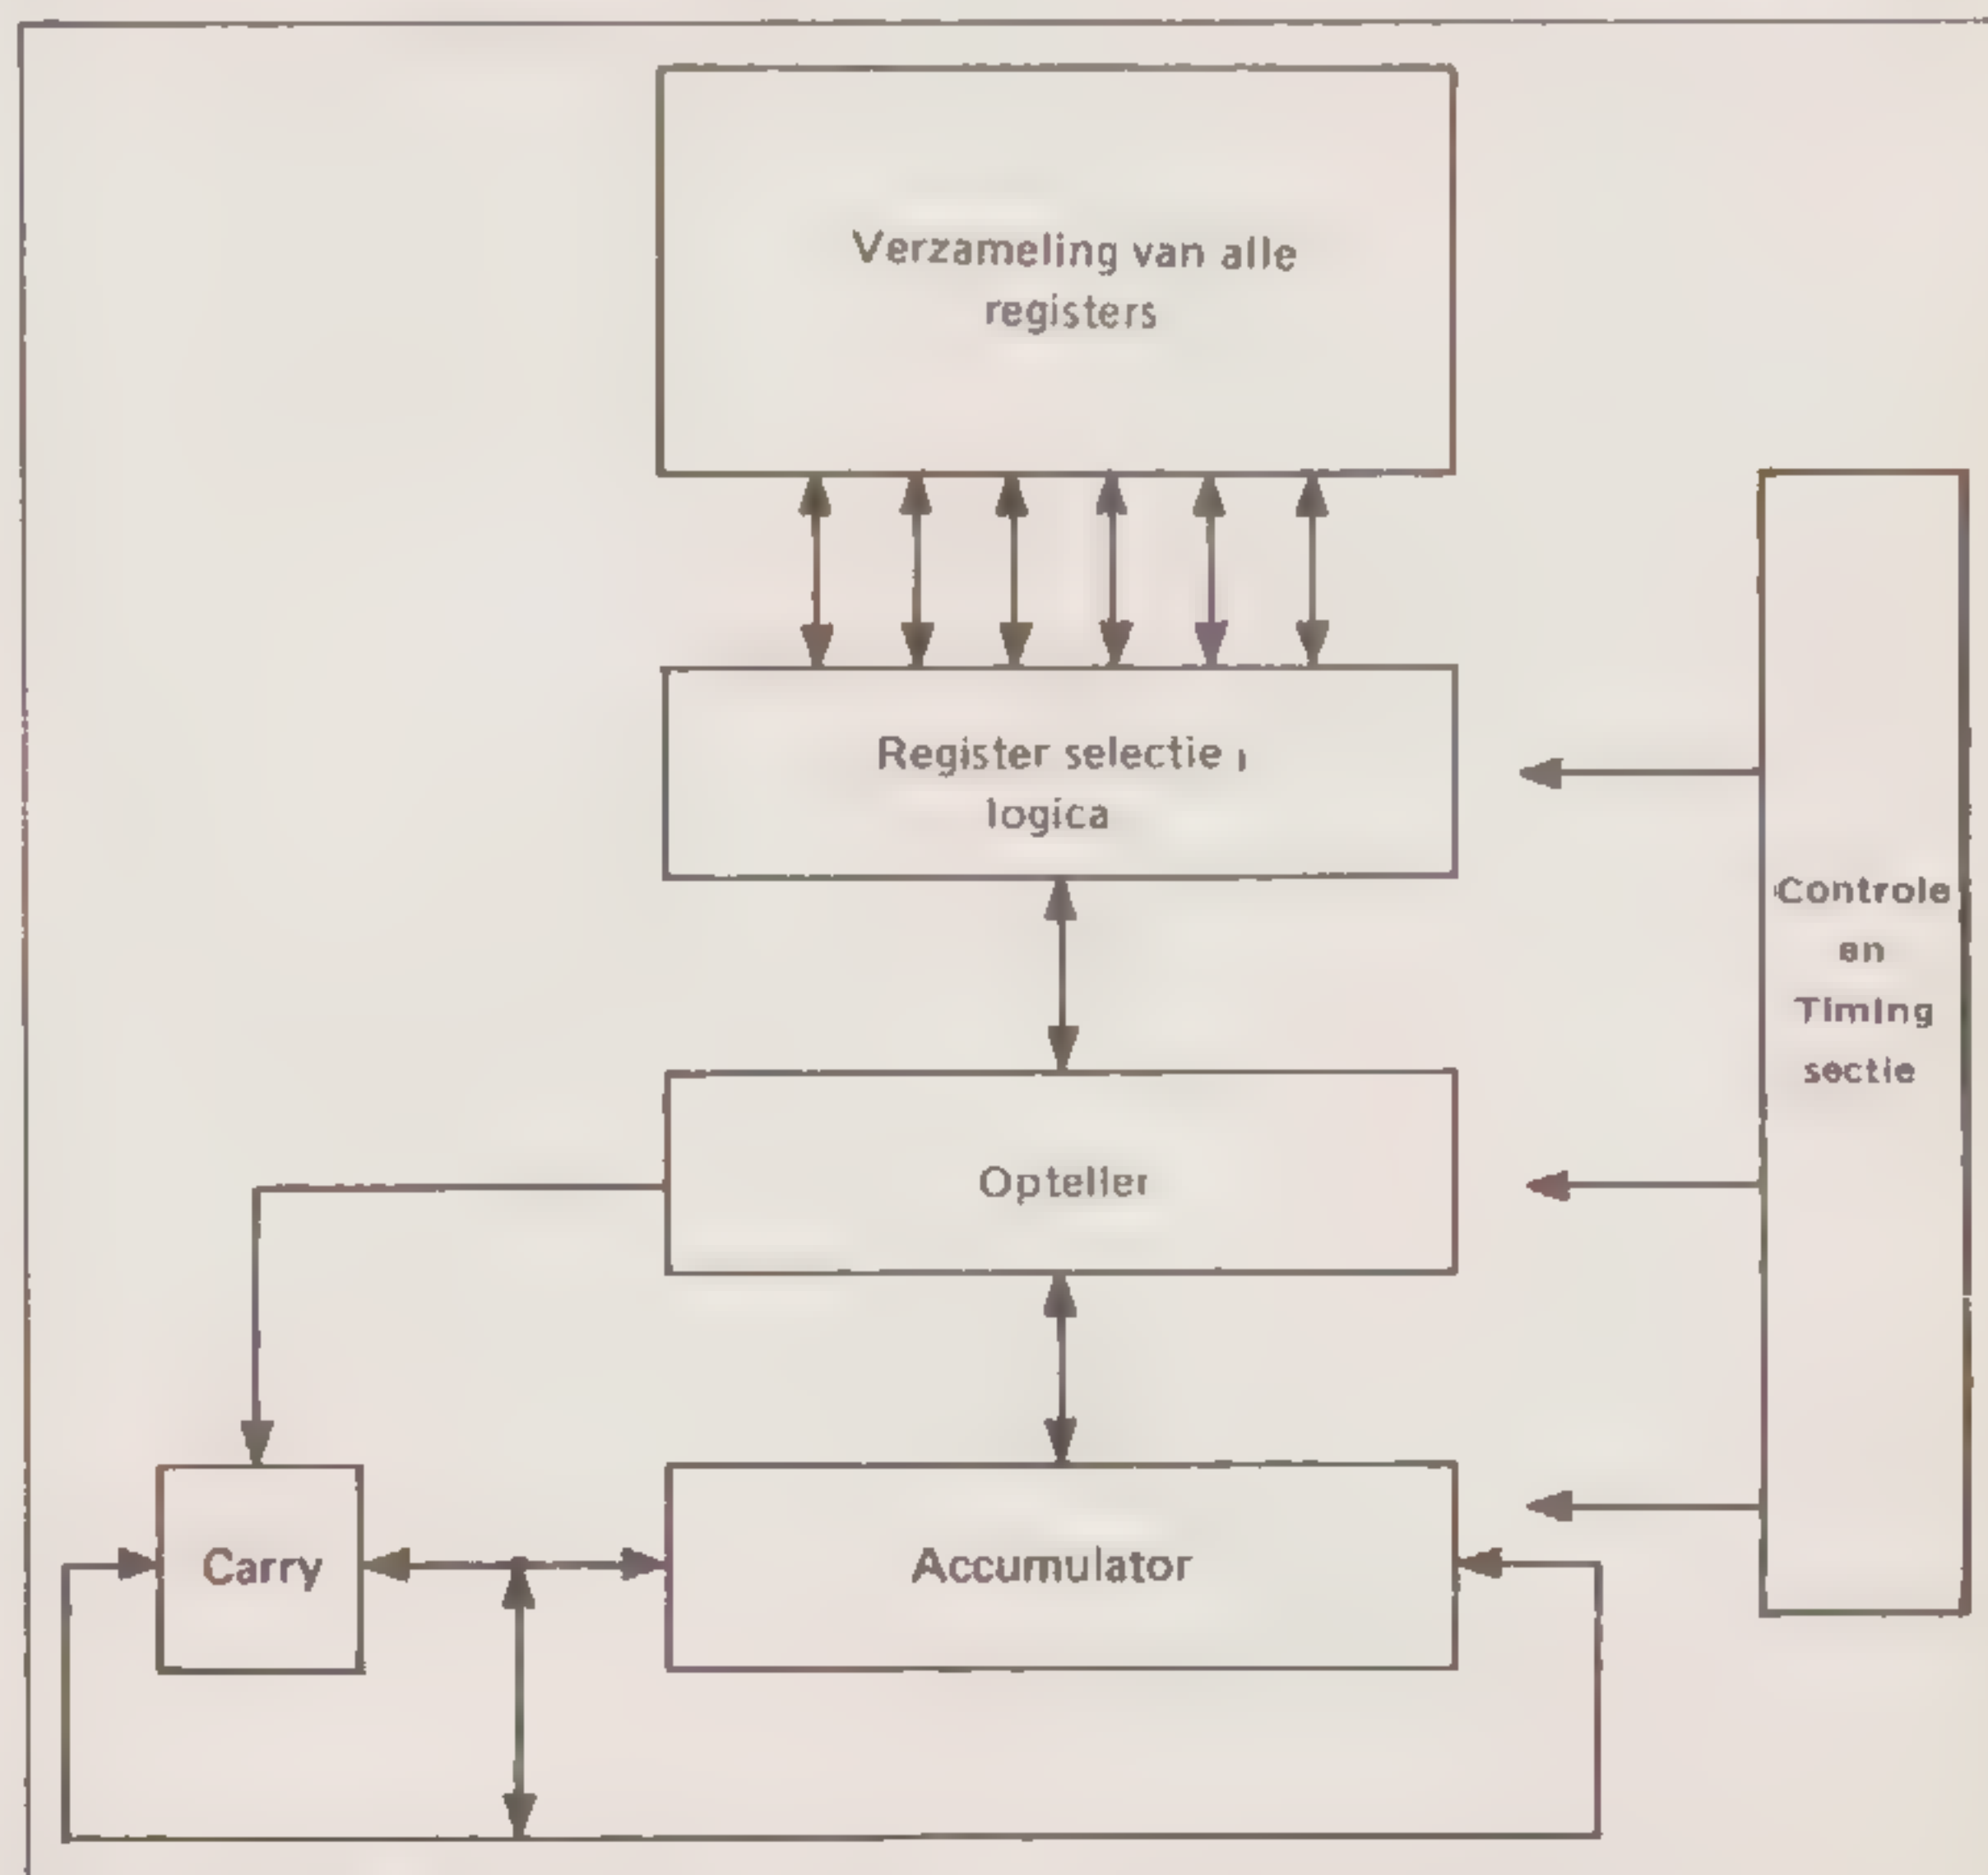 Verzameling van alle
registers
Register selectie
logica
Controle
en
Timing
sectie
Opteller
Carry
Accumulator